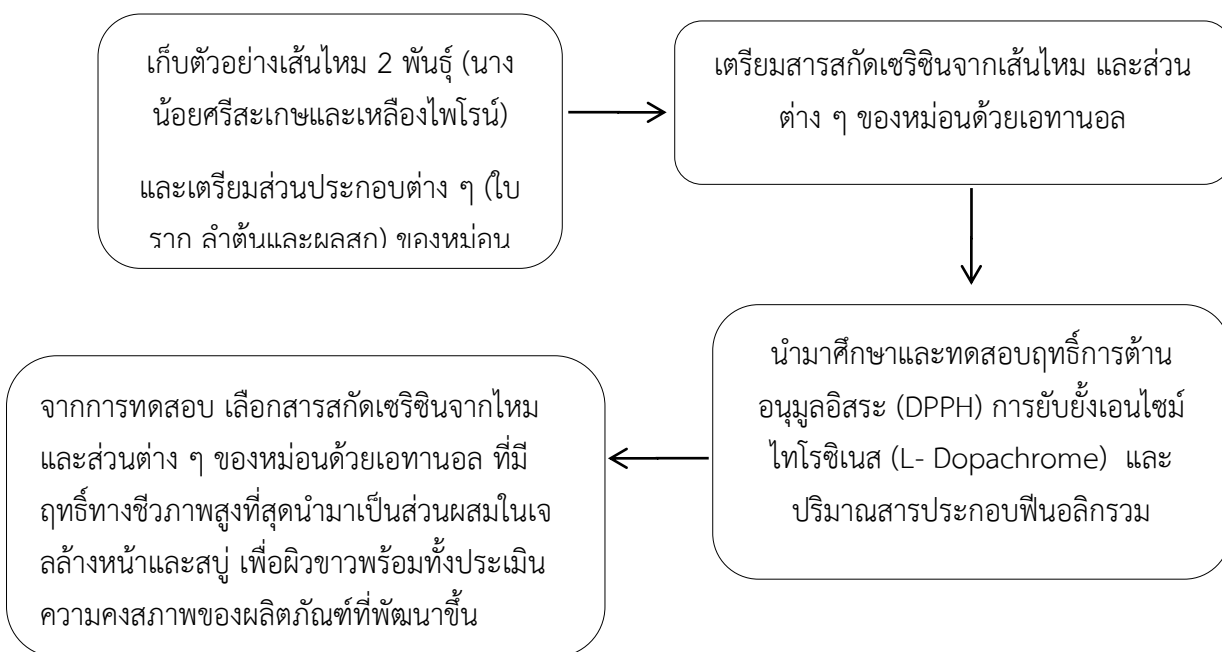 เก็บตัวอย่างเส้นไหม 2 พันธุ์ (นาง
น้อยศรีสะเกษและเหลืองไพโรน์)
และเตรียมส่วนประกอบต่าง ๆ (ใบ
ราก ลำต้นและผลสุก) ของหม่อน
เตรียมสารสกัดเซริซินจากเส้นไหม และส่วน
ต่าง ๆ ของหม่อนด้วยเอทานอล
นำมาศึกษาและทดสอบฤทธิ์การต้าน
อนุมูลอิสระ (DPPH) การยับยั้งเอนไซม์
ไทโรซิเนส (L- Dopachrome) และ
ปริมาณสารประกอบฟีนอลิกรวม
จากการทดสอบ เลือกสารสกัดเซริซินจากไหม
และส่วนต่าง ๆ ของหม่อนด้วยเอทานอล ที่มี
ฤทธิ์ทางชีวภาพสูงที่สุดนำมาเป็นส่วนผสมในเจ
ลล้างหน้าและสบู่ เพื่อผิวขาวพร้อมทั้งประเมิน
ความคงสภาพของผลิตภัณฑ์ที่พัฒนาขึ้น